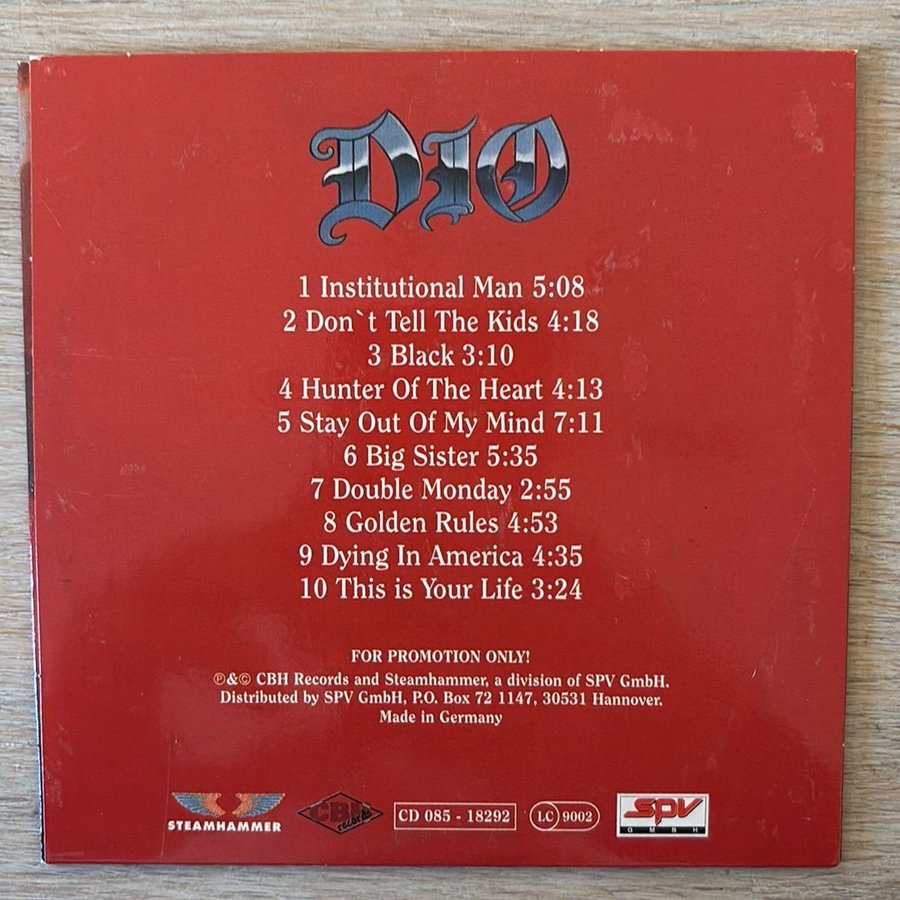 DIO
1 Institutional Man 5:08
2 Don`t Tell The Kids 4:18
3 Black 3:10
4 Hunter Of The Heart 4:13
5 Stay Out Of My Mind 7:11
6 Big Sister 5:35
7 Double Monday 2:55
8 Golden Rules 4:53
9 Dying In America 4:35
10 This is Your Life 3:24
FOR PROMOTION ONLY!
℗&© CBH Records and Steamhammer, a division of SPV GmbH.
Distributed by SPV GmbH, P.O. Box 72 1147, 30531 Hannover.
Made in Germany
STEAMHAMMER
CBH
records
CD 085 - 18292
LC 9002
SPV
GMBH